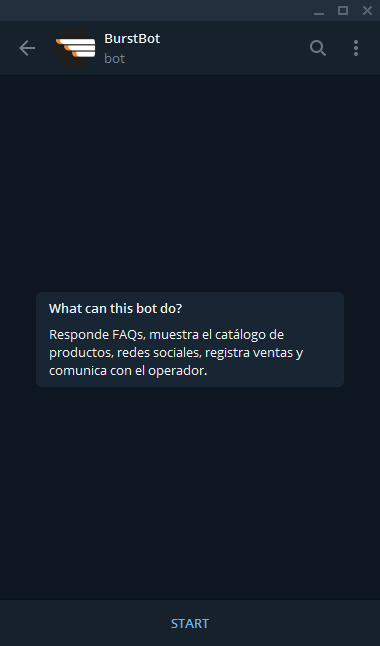 BurstBot
bot
What can this bot do?
Responde FAQs, muestra el catálogo de
productos, redes sociales, registra ventas y
comunica con el operador.
START